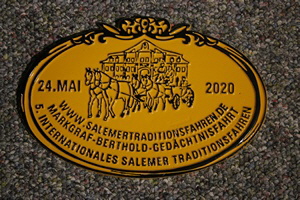 24.MAI 2020
WWW.SALEMERTRADITIONSFAHREN.DE
MARKGRAF-BERTHOLD-GEDÄCHTNISFAHRT
5. INTERNATIONALES SALEMER TRADITIONSFAHREN